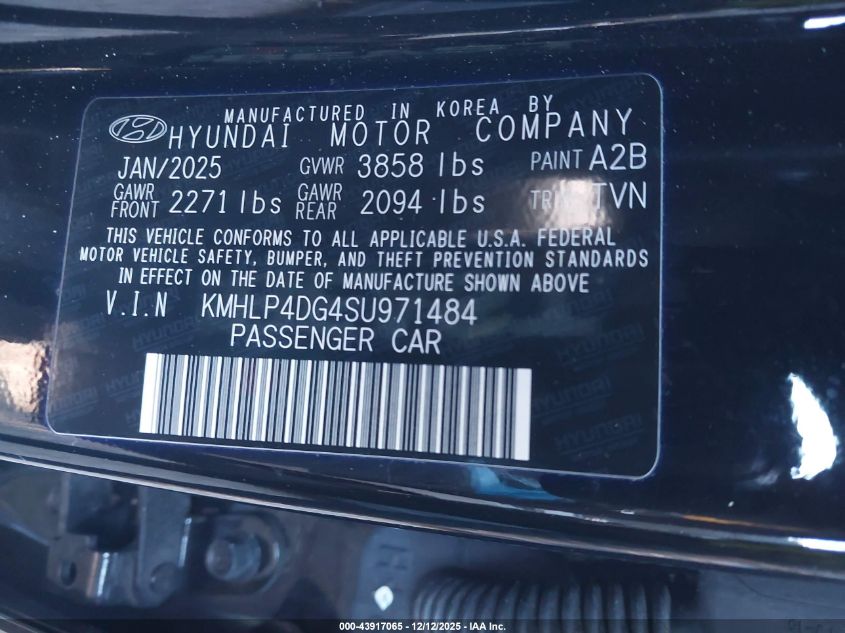 MANUFACTURED IN KOREA BY
HYUNDAI MOTOR COMPANY
JAN/2025 GVWR 3858 lbs PAINT A2B
GAWR FRONT 2271 lbs GAWR REAR 2094 lbs TRIM TVN
THIS VEHICLE CONFORMS TO ALL APPLICABLE U.S.A. FEDERAL
MOTOR VEHICLE SAFETY, BUMPER, AND THEFT PREVENTION STANDARDS
IN EFFECT ON THE DATE OF MANUFACTURE SHOWN ABOVE
V.I.N KMHLP4DG4SU971484
PASSENGER CAR
HYUNDAI
000-43917065 - 12/12/2025 - IAA Inc.